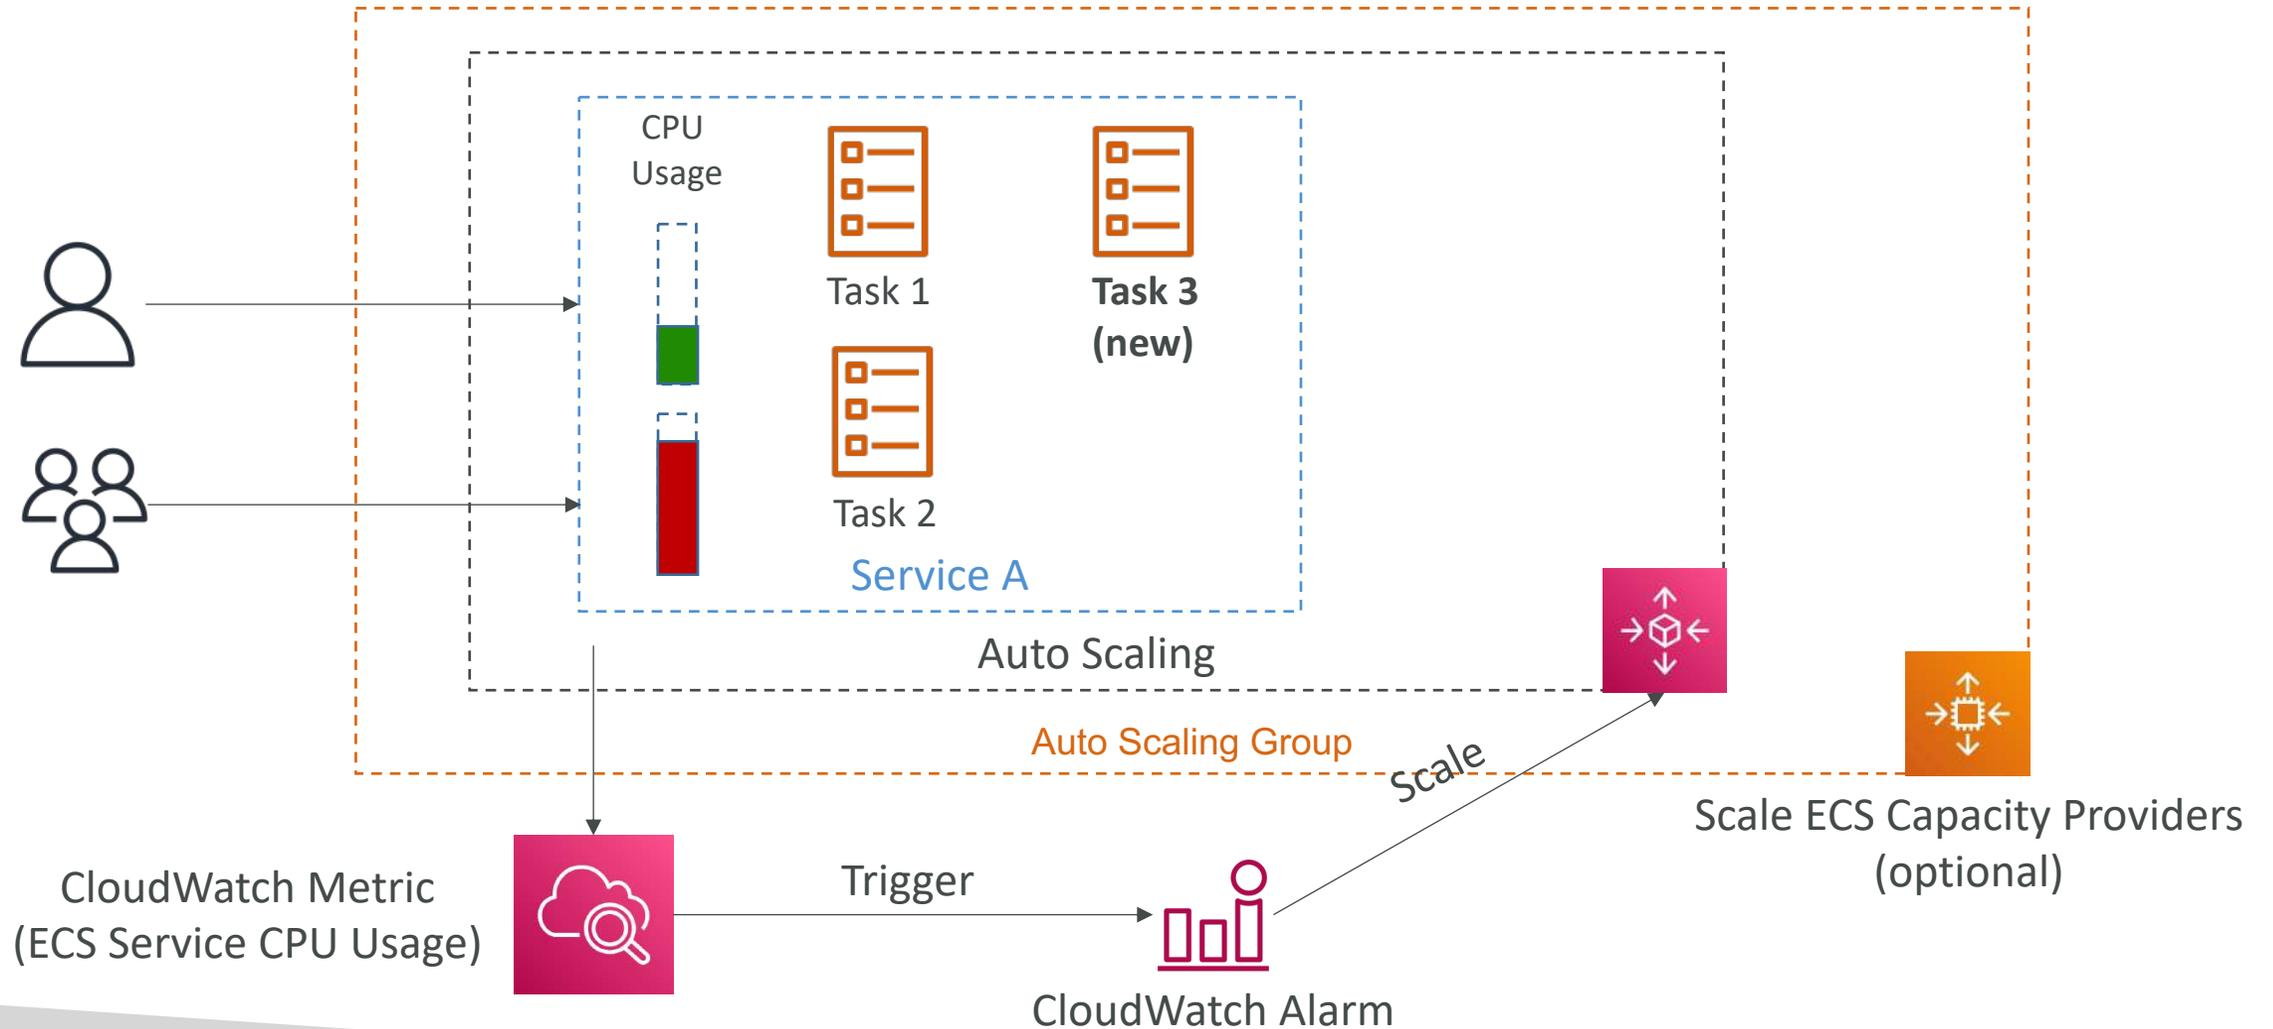 CPU
Usage
Task 1
Task 3
(new)
Task 2
Service A
Auto Scaling
Auto Scaling Group
Scale
Scale ECS Capacity Providers
(optional)
CloudWatch Metric
(ECS Service CPU Usage)
Trigger
CloudWatch Alarm